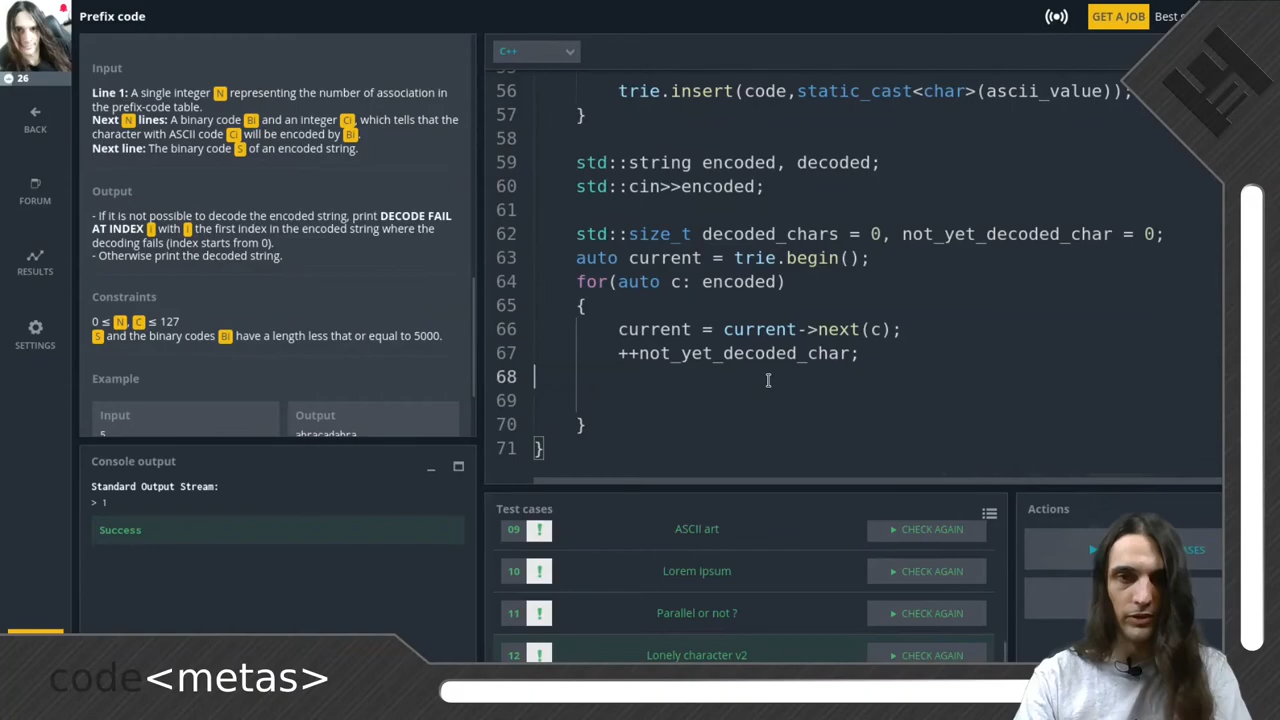 Prefix code
GET A JOB
Best
26
BACK
FORUM
RESULTS
SETTINGS
Input
Line 1: A single integer N representing the number of association in
the prefix-code table.
Next N lines: A binary code Bi and an integer Ci, which tells that the
character with ASCII code Ci will be encoded by Bi.
Next line: The binary code S of an encoded string.
Output
- If it is not possible to decode the encoded string, print DECODE FAIL
AT INDEX i with i the first index in the encoded string where the
decoding fails (index starts from 0).
- Otherwise print the decoded string.
Constraints
0 ≤ N, C ≤ 127
S and the binary codes Bi have a length less that or equal to 5000.
Example
Input
5
Output
abracadabra
Console output
Standard Output Stream:
> 1
Success
C++
55
56 trie.insert(code,static_cast<char>(ascii_value));
57 }
58
59 std::string encoded, decoded;
60 std::cin>>encoded;
61
62 std::size_t decoded_chars = 0, not_yet_decoded_char = 0;
63 auto current = trie.begin();
64 for(auto c: encoded)
65 {
66 current = current->next(c);
67 ++not_yet_decoded_char;
68
69
70 }
71 }
Test cases
09 ! ASCII art CHECK AGAIN
10 ! Lorem ipsum CHECK AGAIN
11 ! Parallel or not ? CHECK AGAIN
12 ! Lonely character v2 CHECK AGAIN
Actions
code<metas>